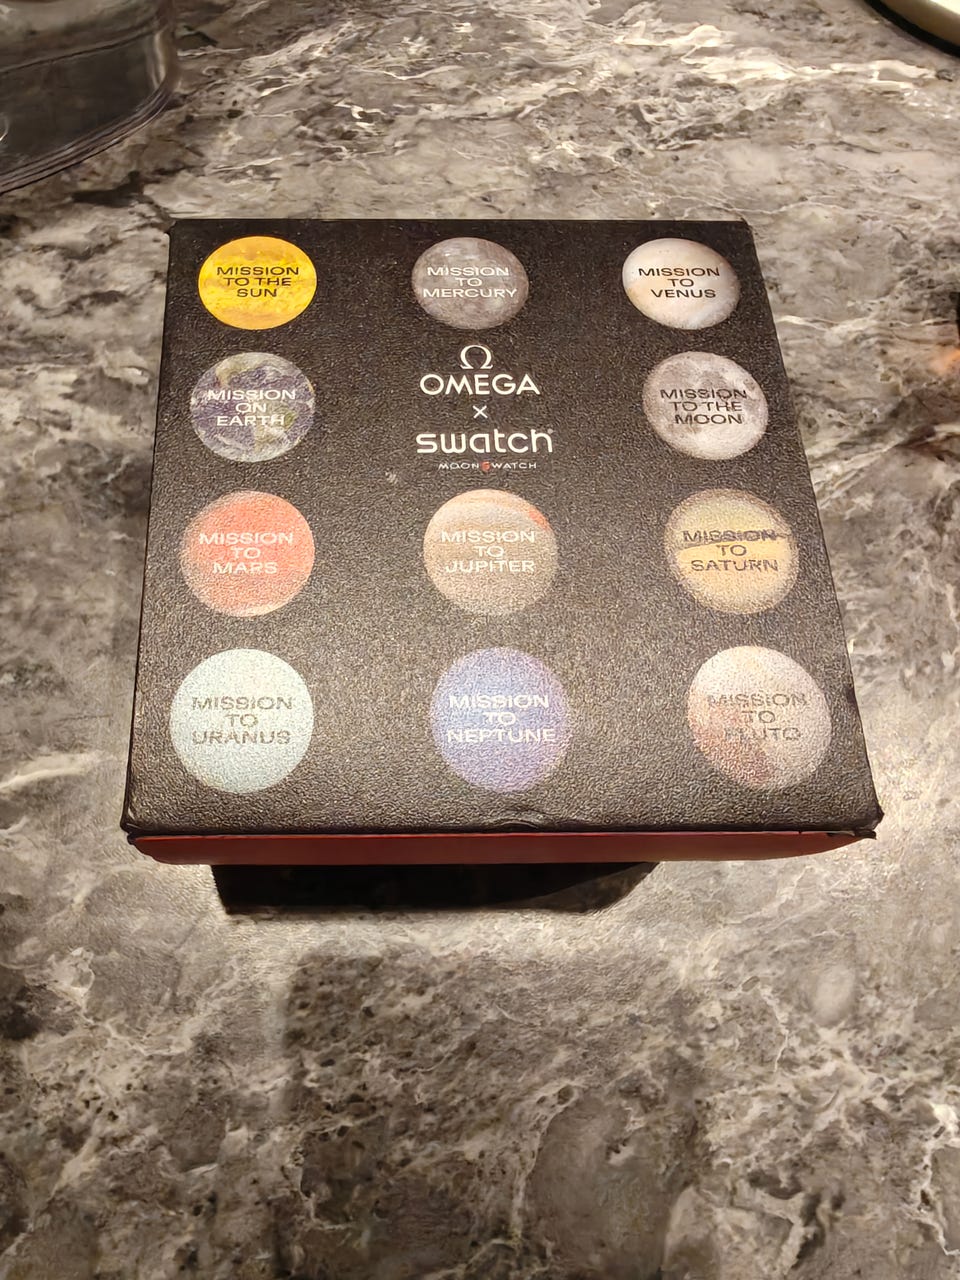 MISSION
TO THE
SUN
MISSION
TO
MERCURY
MISSION
TO
VENUS
MISSION
ON
EARTH
Ω
OMEGA
×
swatch®
MOONSWATCH
MISSION
TO THE
MOON
MISSION
TO
MARS
MISSION
TO
JUPITER
MISSION
TO
SATURN
MISSION
TO
URANUS
MISSION
TO
NEPTUNE
MISSION
TO
PLUTO